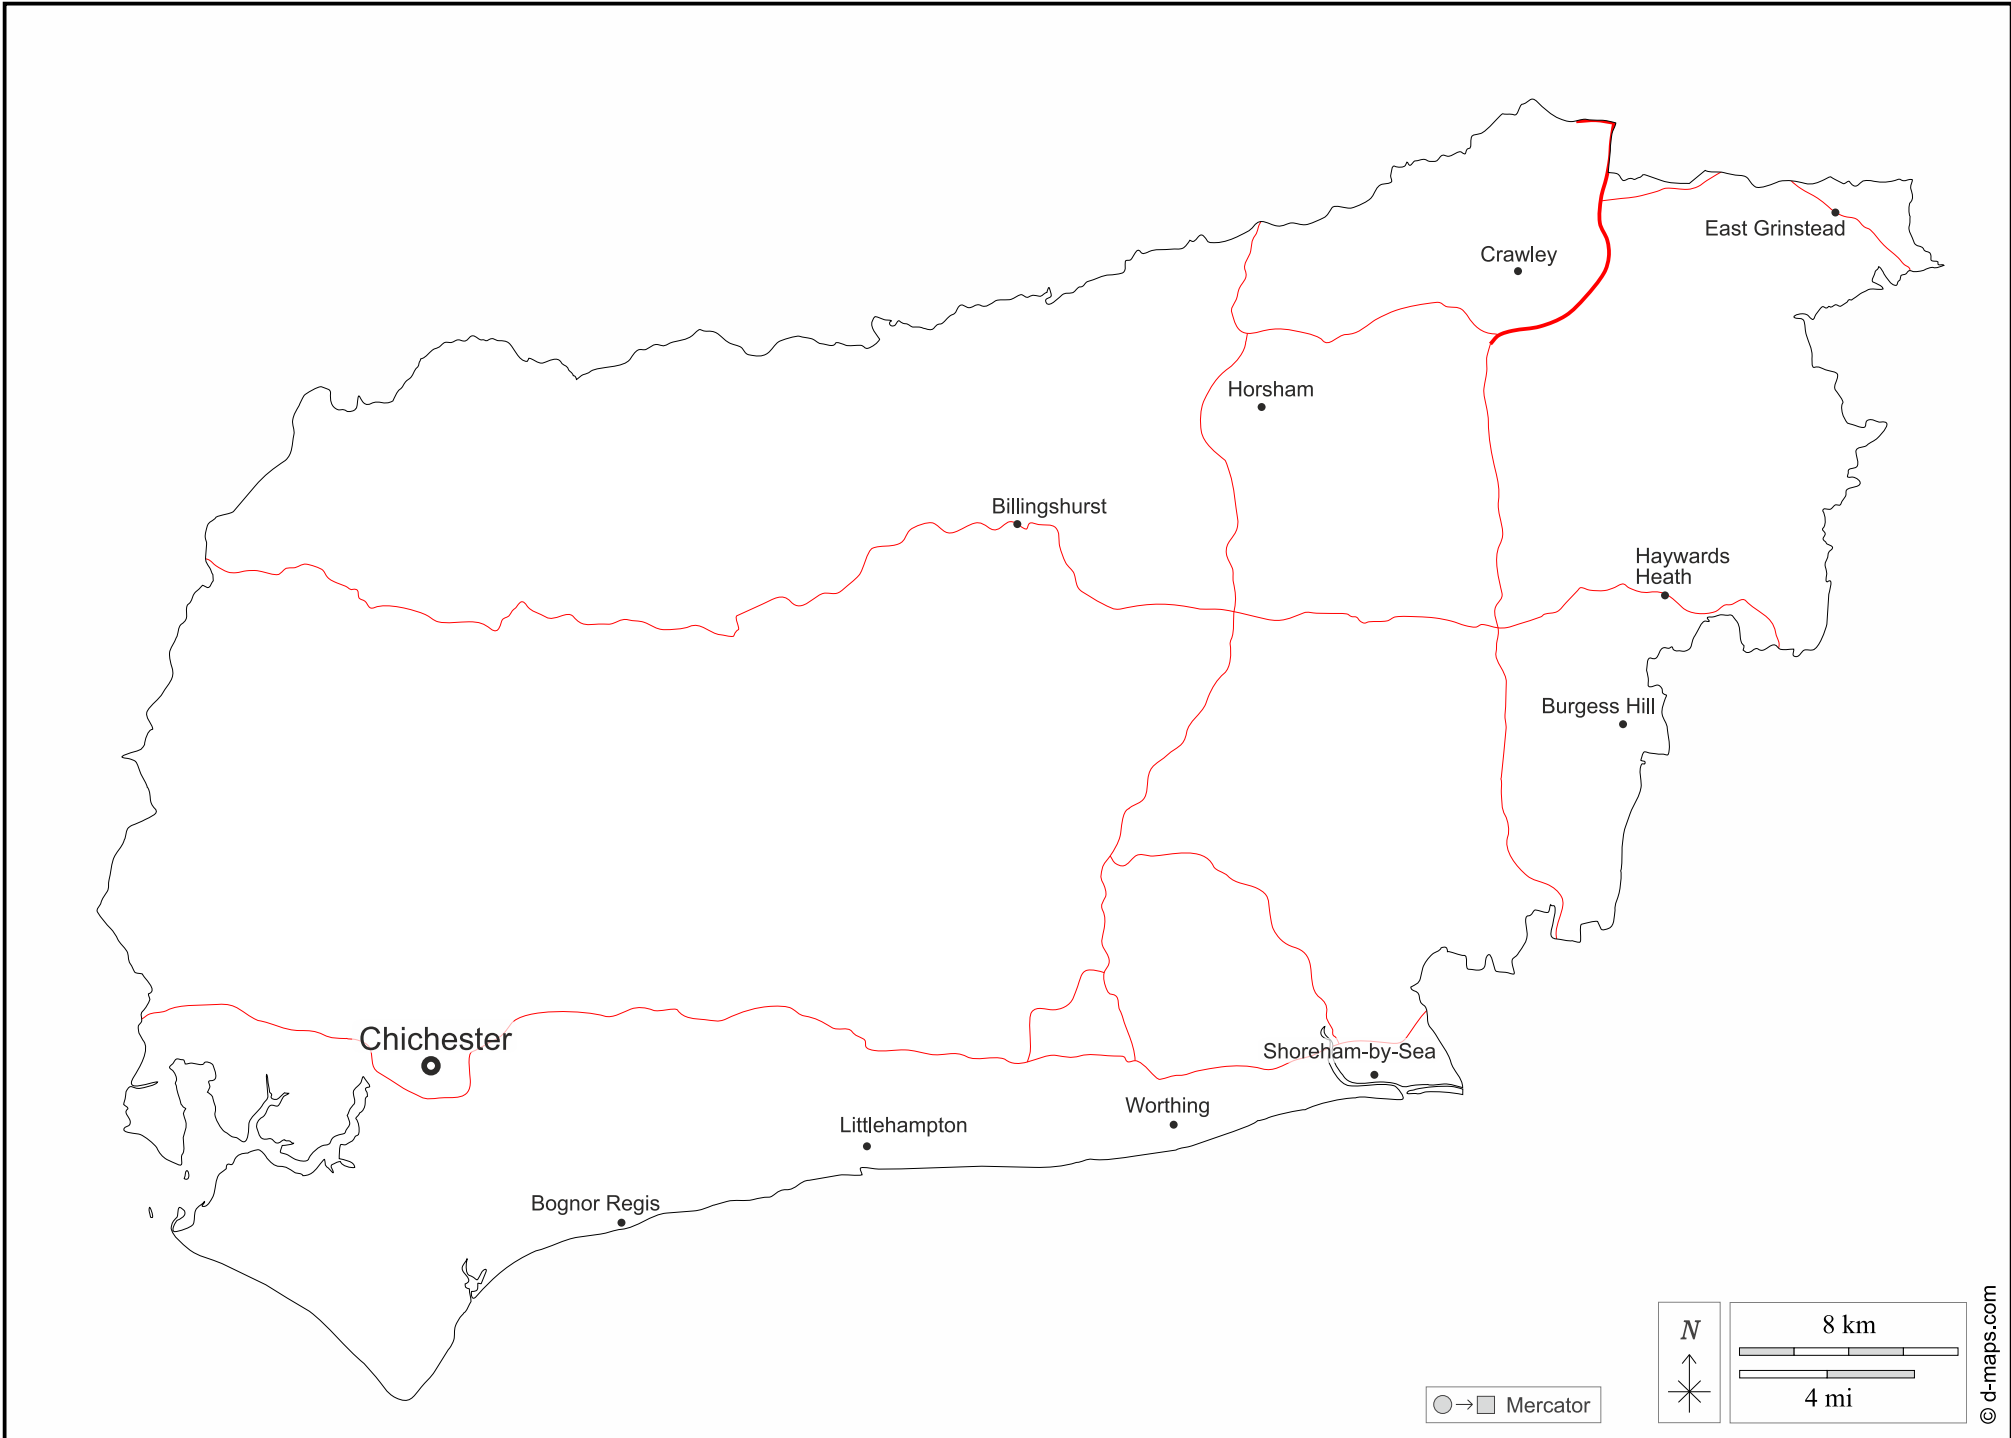 East Grinstead
Crawley
Horsham
Billingshurst
Haywards
Heath
Burgess Hill
Chichester
Shoreham-by-Sea
Worthing
Littlehampton
Bognor Regis
N
8 km
4 mi
Mercator
© d-maps.com